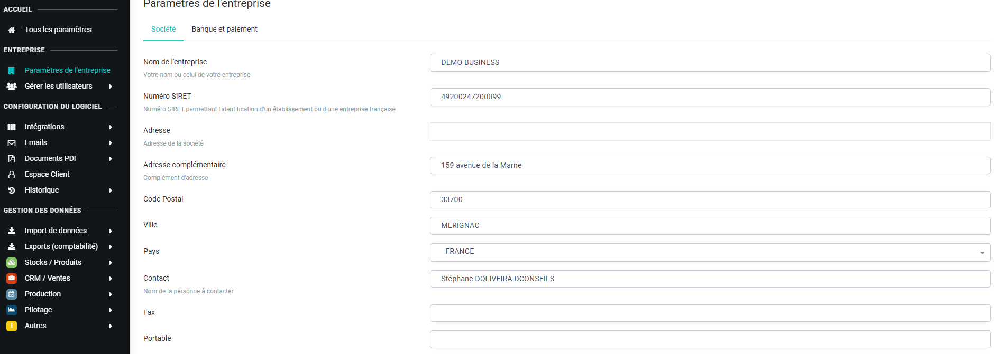 ACCUEIL
Tous les paramètres
ENTREPRISE
Paramètres de l'entreprise
Gérer les utilisateurs
CONFIGURATION DU LOGICIEL
Intégrations
Emails
Documents PDF
Espace Client
Historique
GESTION DES DONNÉES
Import de données
Exports (comptabilité)
Stocks / Produits
CRM / Ventes
Production
Pilotage
Autres
Paramètres de l'entreprise
Société Banque et paiement
Nom de l'entreprise DEMO BUSINESS
Votre nom ou celui de votre entreprise
Numéro SIRET 49200247200099
Numéro SIRET permettant l'identification d'un établissement ou d'une entreprise française
Adresse
Adresse de la société
Adresse complémentaire 159 avenue de la Marne
Complément d'adresse
Code Postal 33700
Ville MERIGNAC
Pays FRANCE
Contact Stéphane DOLIVEIRA DCONSEILS
Nom de la personne à contacter
Fax
Portable